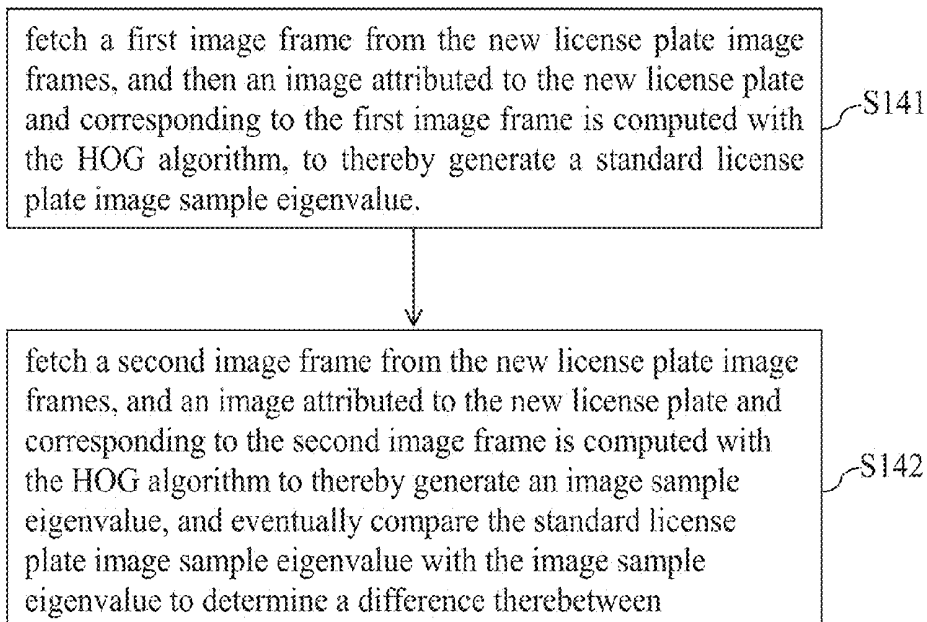 fetch a first image frame from the new license plate image
frames, and then an image attributed to the new license plate
and corresponding to the first image frame is computed with
the HOG algorithm, to thereby generate a standard license
plate image sample eigenvalue.
S141
fetch a second image frame from the new license plate image
frames, and an image attributed to the new license plate and
corresponding to the second image frame is computed with
the HOG algorithm to thereby generate an image sample
eigenvalue, and eventually compare the standard license
plate image sample eigenvalue with the image sample
eigenvalue to determine a difference therebetween
S142